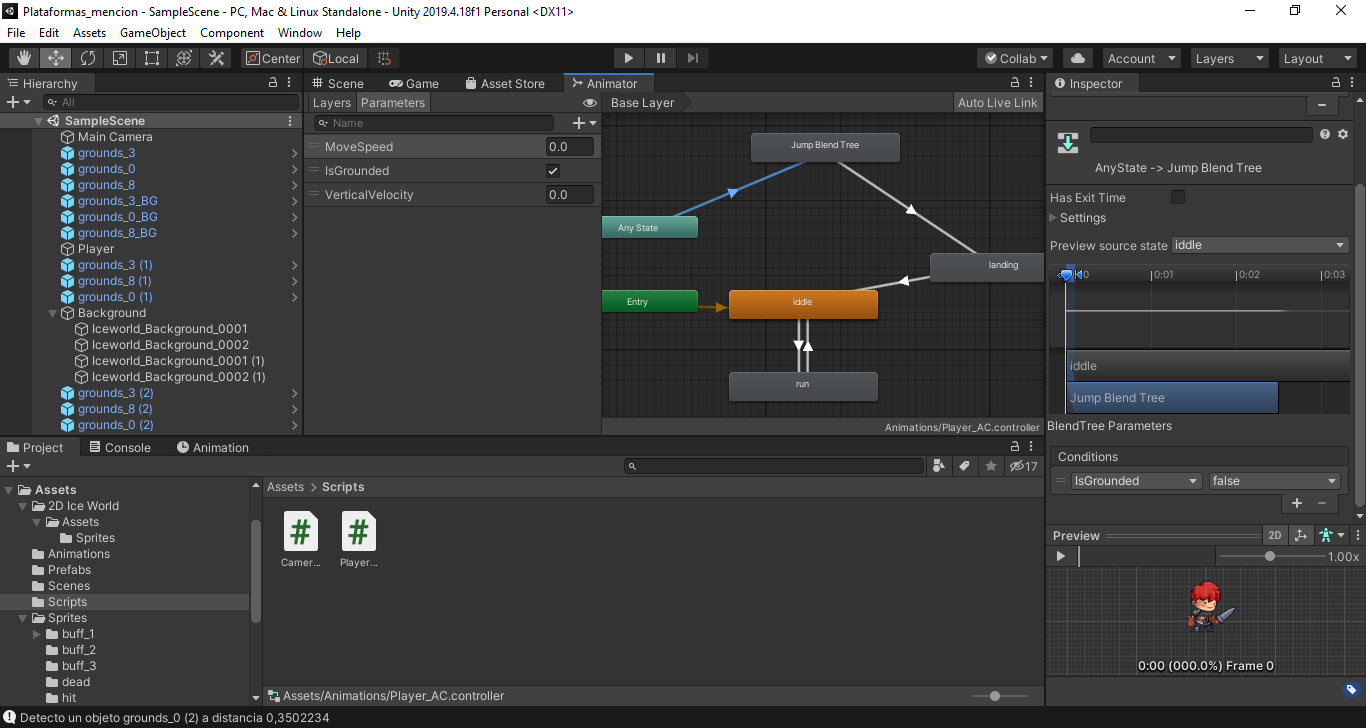 Plataformas_mencion - SampleScene - PC, Mac & Linux Standalone - Unity 2019.4.18f1 Personal <DX11>
File Edit Assets GameObject Component Window Help
Center Local Collab Account Layers Layout
Hierarchy
All
SampleScene
Main Camera
grounds_3
grounds_0
grounds_8
grounds_3_BG
grounds_0_BG
grounds_8_BG
Player
grounds_3 (1)
grounds_8 (1)
grounds_0 (1)
Background
Iceworld_Background_0001
Iceworld_Background_0002
Iceworld_Background_0001 (1)
Iceworld_Background_0002 (1)
grounds_3 (2)
grounds_8 (2)
grounds_0 (2)
Scene Game Asset Store Animator
Layers Parameters
Base Layer Auto Live Link
Name
MoveSpeed 0.0
IsGrounded
VerticalVelocity 0.0
Jump Blend Tree
Any State
landing
Entry
iddle
run
Animations/Player_AC.controller
Inspector
AnyState -> Jump Blend Tree
Has Exit Time
Settings
Preview source state iddle
0:01 0:02 0:03
iddle
Jump Blend Tree
BlendTree Parameters
Conditions
IsGrounded false
Preview 2D
1.00x
0:00 (000.0%) Frame 0
Project Console Animation
17
Assets
2D Ice World
Assets
Sprites
Animations
Prefabs
Scenes
Scripts
Sprites
buff_1
buff_2
buff_3
dead
hit
Assets > Scripts
Camer...
Player...
Assets/Animations/Player_AC.controller
Detecto un objeto grounds_0 (2) a distancia 0,3502234